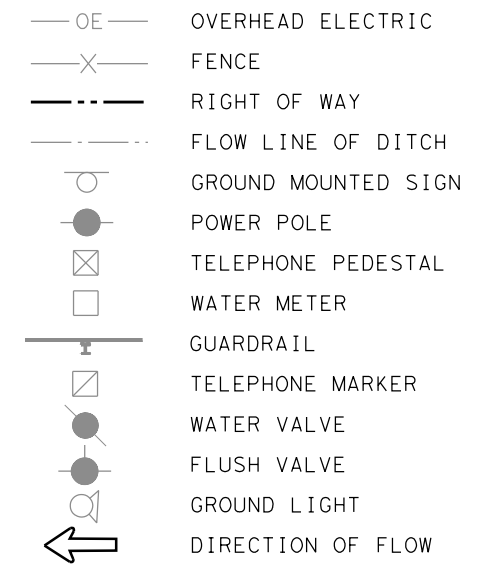 OE OVERHEAD ELECTRIC
X FENCE
RIGHT OF WAY
FLOW LINE OF DITCH
GROUND MOUNTED SIGN
POWER POLE
TELEPHONE PEDESTAL
WATER METER
GUARDRAIL
TELEPHONE MARKER
WATER VALVE
FLUSH VALVE
GROUND LIGHT
DIRECTION OF FLOW